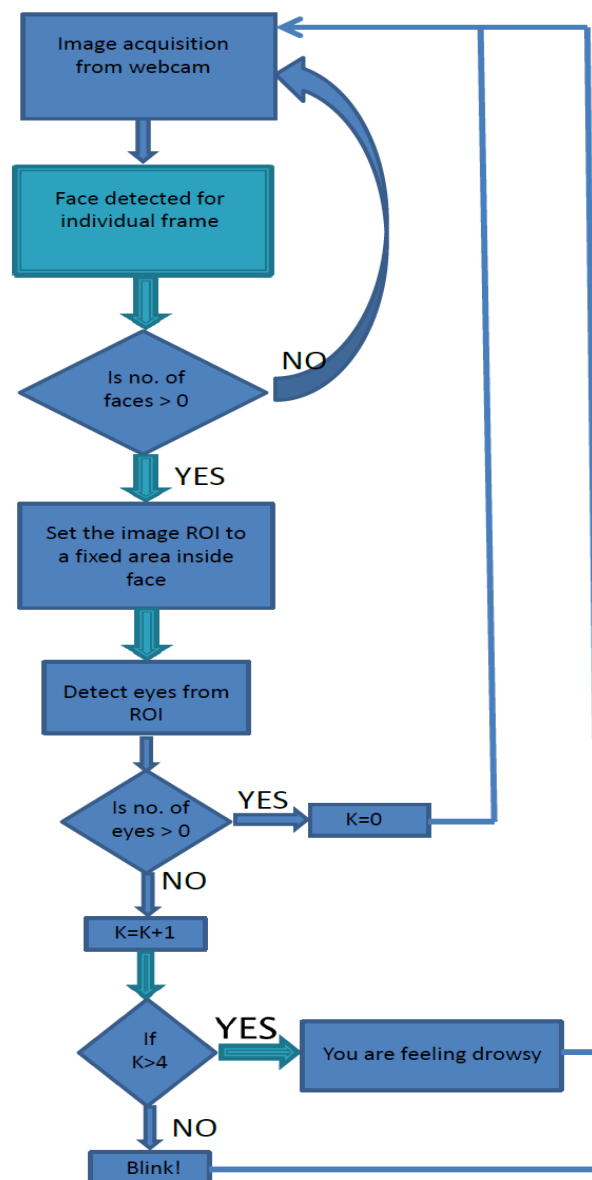 Image acquisition
from webcam
Face detected for
individual frame
NO
Is no. of
faces > 0
YES
Set the image ROI to
a fixed area inside
face
Detect eyes from
ROI
Is no. of
eyes > 0
YES
K=0
NO
K=K+1
If
K>4
YES
You are feeling drowsy
NO
Blink!